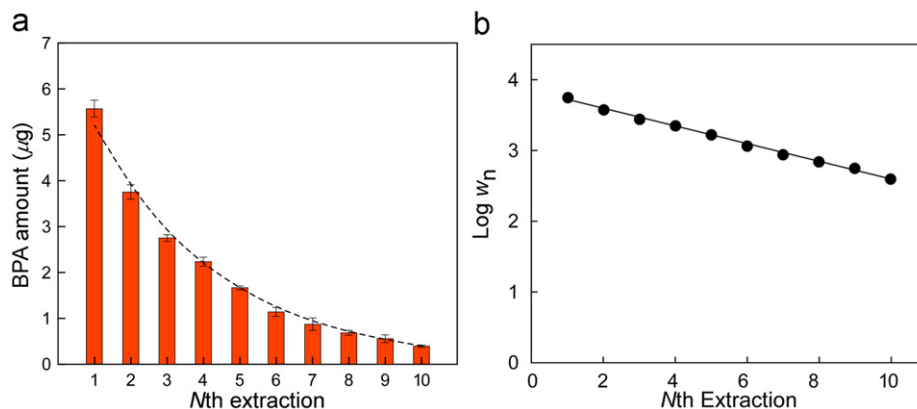 a
7
6
5
4
3
2
1
0
BPA amount (μg)
1 2 3 4 5 6 7 8 9 10
Nth extraction
b
4
3
2
1
0
Log wn
0 2 4 6 8 10
Nth Extraction